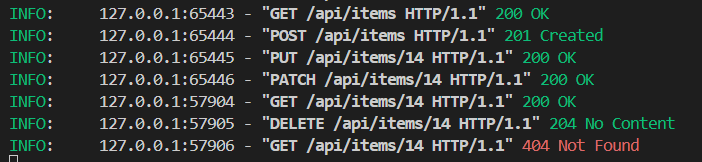 INFO:     127.0.0.1:65443 - "GET /api/items HTTP/1.1" 200 OK
INFO:     127.0.0.1:65444 - "POST /api/items HTTP/1.1" 201 Created
INFO:     127.0.0.1:65445 - "PUT /api/items/14 HTTP/1.1" 200 OK
INFO:     127.0.0.1:65446 - "PATCH /api/items/14 HTTP/1.1" 200 OK
INFO:     127.0.0.1:57904 - "GET /api/items/14 HTTP/1.1" 200 OK
INFO:     127.0.0.1:57905 - "DELETE /api/items/14 HTTP/1.1" 204 No Content
INFO:     127.0.0.1:57906 - "GET /api/items/14 HTTP/1.1" 404 Not Found